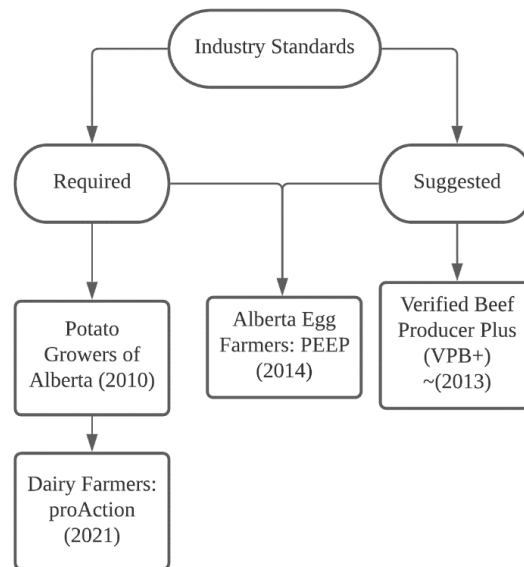 Industry Standards
Required
Suggested
Potato
Growers of
Alberta (2010)
Alberta Egg
Farmers: PEEP
(2014)
Verified Beef
Producer Plus
(VPB+)
~(2013)
Dairy Farmers:
proAction
(2021)